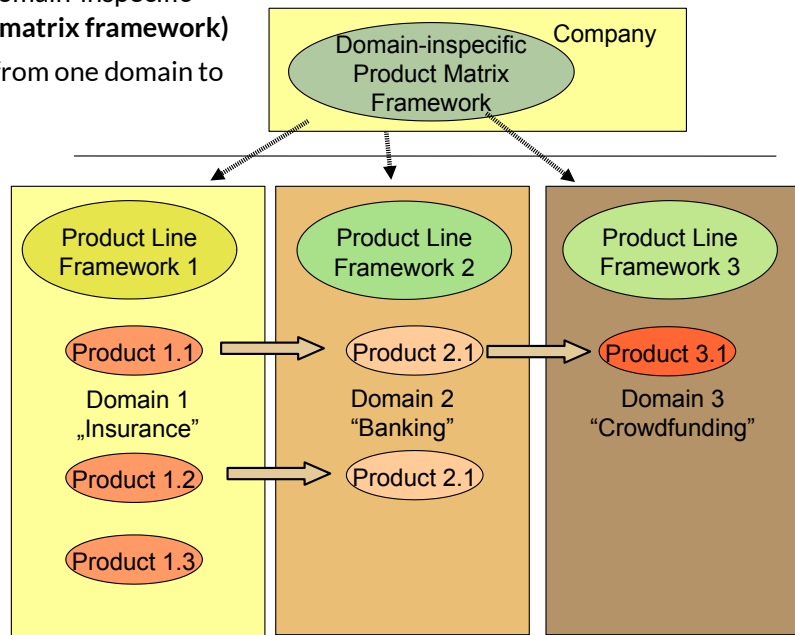 omain-inspecific
matrix framework)
from one domain to
Domain-inspecific
Product Matrix
Framework
Company
Product Line
Framework 1
Product Line
Framework 2
Product Line
Framework 3
Product 1.1
Product 2.1
Product 3.1
Domain 1
„Insurance”
Domain 2
“Banking”
Domain 3
“Crowdfunding”
Product 1.2
Product 2.1
Product 1.3